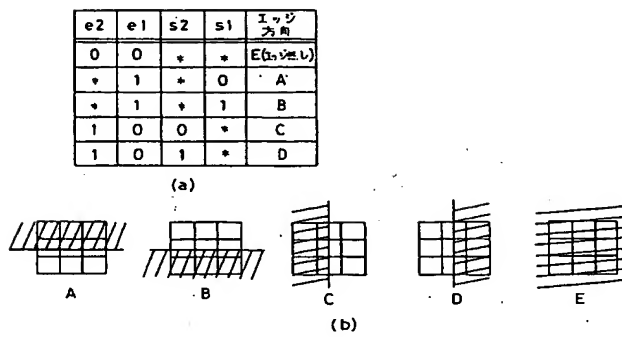 e2 e1 s2 s1 エッジ方向
0 0 * * E(エッジ無し)
* 1 * 0 A
* 1 * 1 B
1 0 0 * C
1 0 1 * D
(a)
A B C D E
(b)